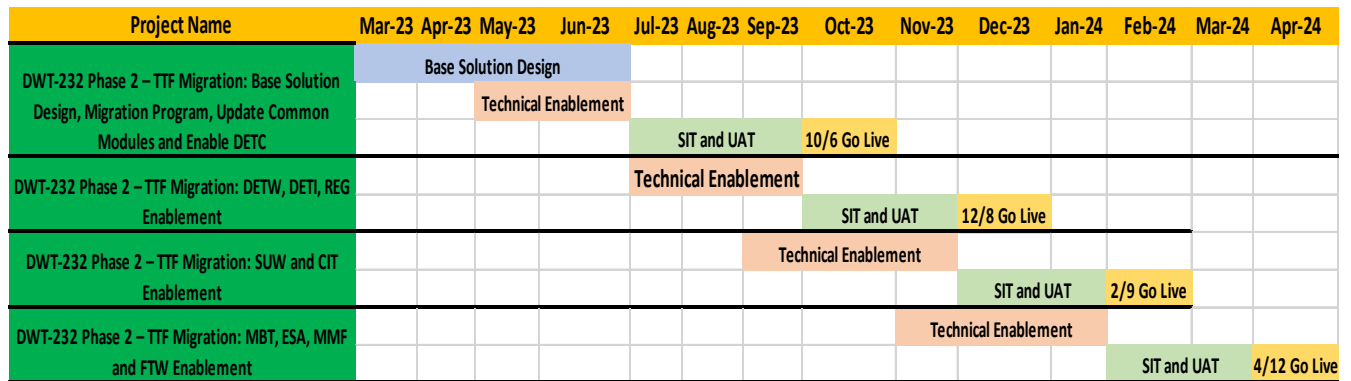 Project Name Mar-23 Apr-23 May-23 Jun-23 Jul-23 Aug-23 Sep-23 Oct-23 Nov-23 Dec-23 Jan-24 Feb-24 Mar-24 Apr-24
DWT-232 Phase 2 – TTF Migration: Base Solution
Design, Migration Program, Update Common
Modules and Enable DETC
Base Solution Design
Technical Enablement
SIT and UAT 10/6 Go Live
DWT-232 Phase 2 – TTF Migration: DETW, DETI, REG
Enablement
Technical Enablement
SIT and UAT 12/8 Go Live
DWT-232 Phase 2 – TTF Migration: SUW and CIT
Enablement
Technical Enablement
SIT and UAT 2/9 Go Live
DWT-232 Phase 2 – TTF Migration: MBT, ESA, MMF
and FTW Enablement
Technical Enablement
SIT and UAT 4/12 Go Live